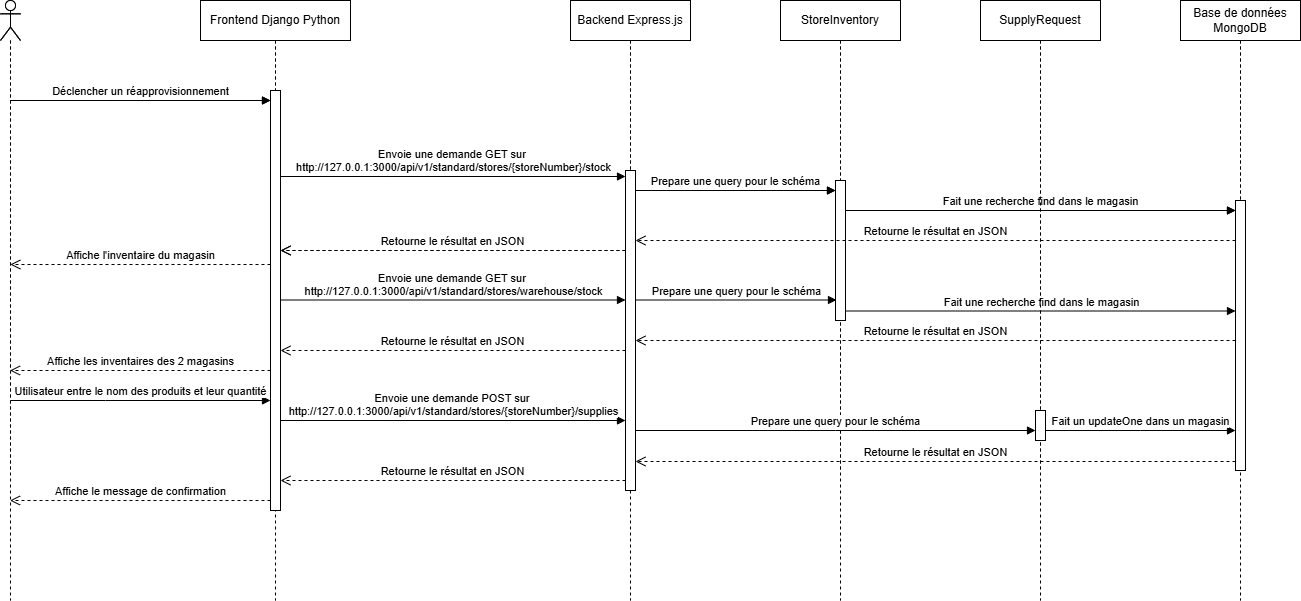 Frontend Django Python
Backend Express.js
StoreInventory
SupplyRequest
Base de données
MongoDB
Déclencher un réapprovisionnement
Envoie une demande GET sur
http://127.0.0.1:3000/api/v1/standard/stores/{storeNumber}/stock
Prepare une query pour le schéma
Fait une recherche find dans le magasin
Retourne le résultat en JSON
Retourne le résultat en JSON
Affiche l'inventaire du magasin
Envoie une demande GET sur
http://127.0.0.1:3000/api/v1/standard/stores/warehouse/stock
Prepare une query pour le schéma
Fait une recherche find dans le magasin
Retourne le résultat en JSON
Retourne le résultat en JSON
Affiche les inventaires des 2 magasins
Utilisateur entre le nom des produits et leur quantité
Envoie une demande POST sur
http://127.0.0.1:3000/api/v1/standard/stores/{storeNumber}/supplies
Prepare une query pour le schéma
Fait un updateOne dans un magasin
Retourne le résultat en JSON
Retourne le résultat en JSON
Affiche le message de confirmation